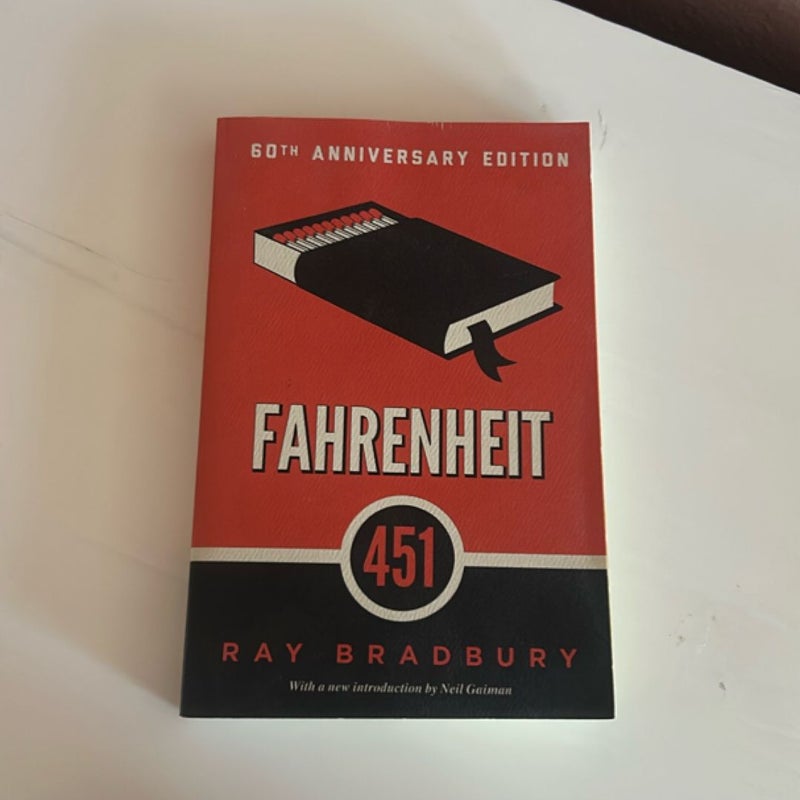 60TH ANNIVERSARY EDITION
FAHRENHEIT
451
RAY BRADBURY
With a new introduction by Neil Gaiman